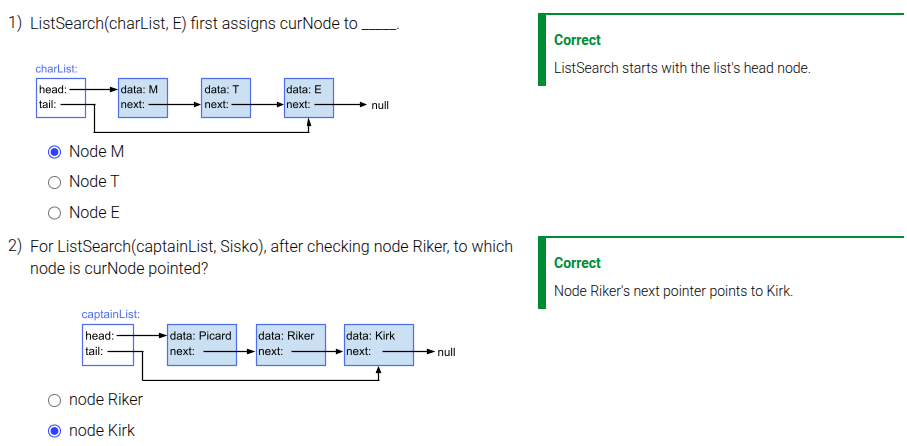 1) ListSearch(charList, E) first assigns curNode to _____.
Correct
ListSearch starts with the list's head node.
charList:
head: data: M data: T data: E
tail: next: next: next: null
Node M
Node T
Node E
2) For ListSearch(captainList, Sisko), after checking node Riker, to which
node is curNode pointed?
Correct
Node Riker's next pointer points to Kirk.
captainList:
head: data: Picard data: Riker data: Kirk
tail: next: next: next: null
node Riker
node Kirk